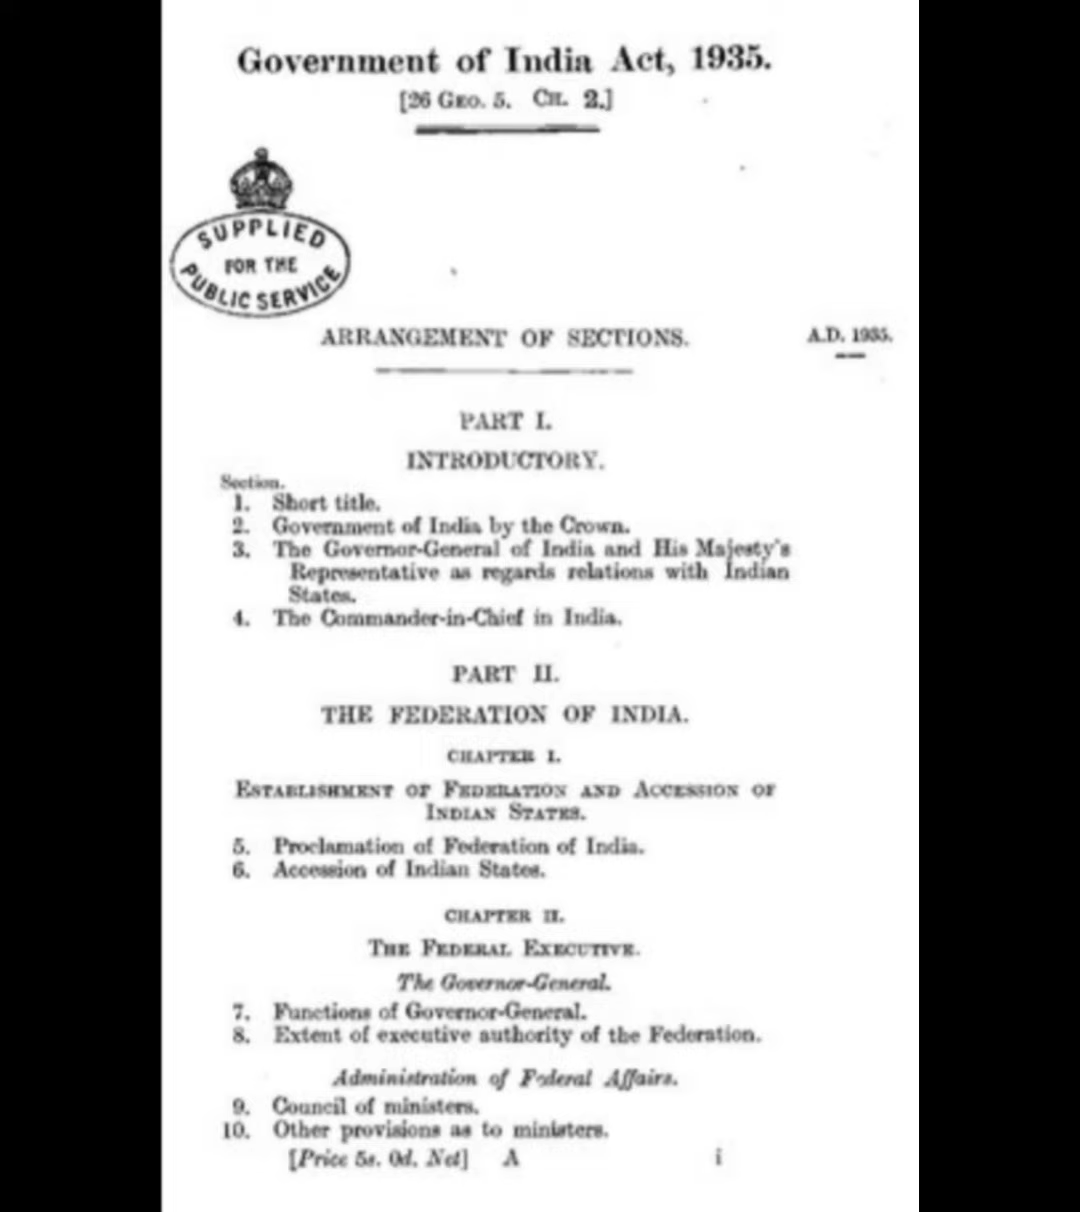 Government of India Act, 1935.
[26 GEO. 5. CH. 2.]
SUPPLIED
FOR THE
PUBLIC SERVICE
ARRANGEMENT OF SECTIONS.
A.D. 1935.
PART I.
INTRODUCTORY.
Section.
1. Short title.
2. Government of India by the Crown.
3. The Governor-General of India and His Majesty's
Representative as regards relations with Indian
States.
4. The Commander-in-Chief in India.
PART II.
THE FEDERATION OF INDIA.
CHAPTER I.
ESTABLISHMENT OF FEDERATION AND ACCESSION OF
INDIAN STATES.
5. Proclamation of Federation of India.
6. Accession of Indian States.
CHAPTER II.
THE FEDERAL EXECUTIVE.
The Governor-General.
7. Functions of Governor-General.
8. Extent of executive authority of the Federation.
Administration of Federal Affairs.
9. Council of ministers.
10. Other provisions as to ministers.
[Price 5s. 0d. Net] A i